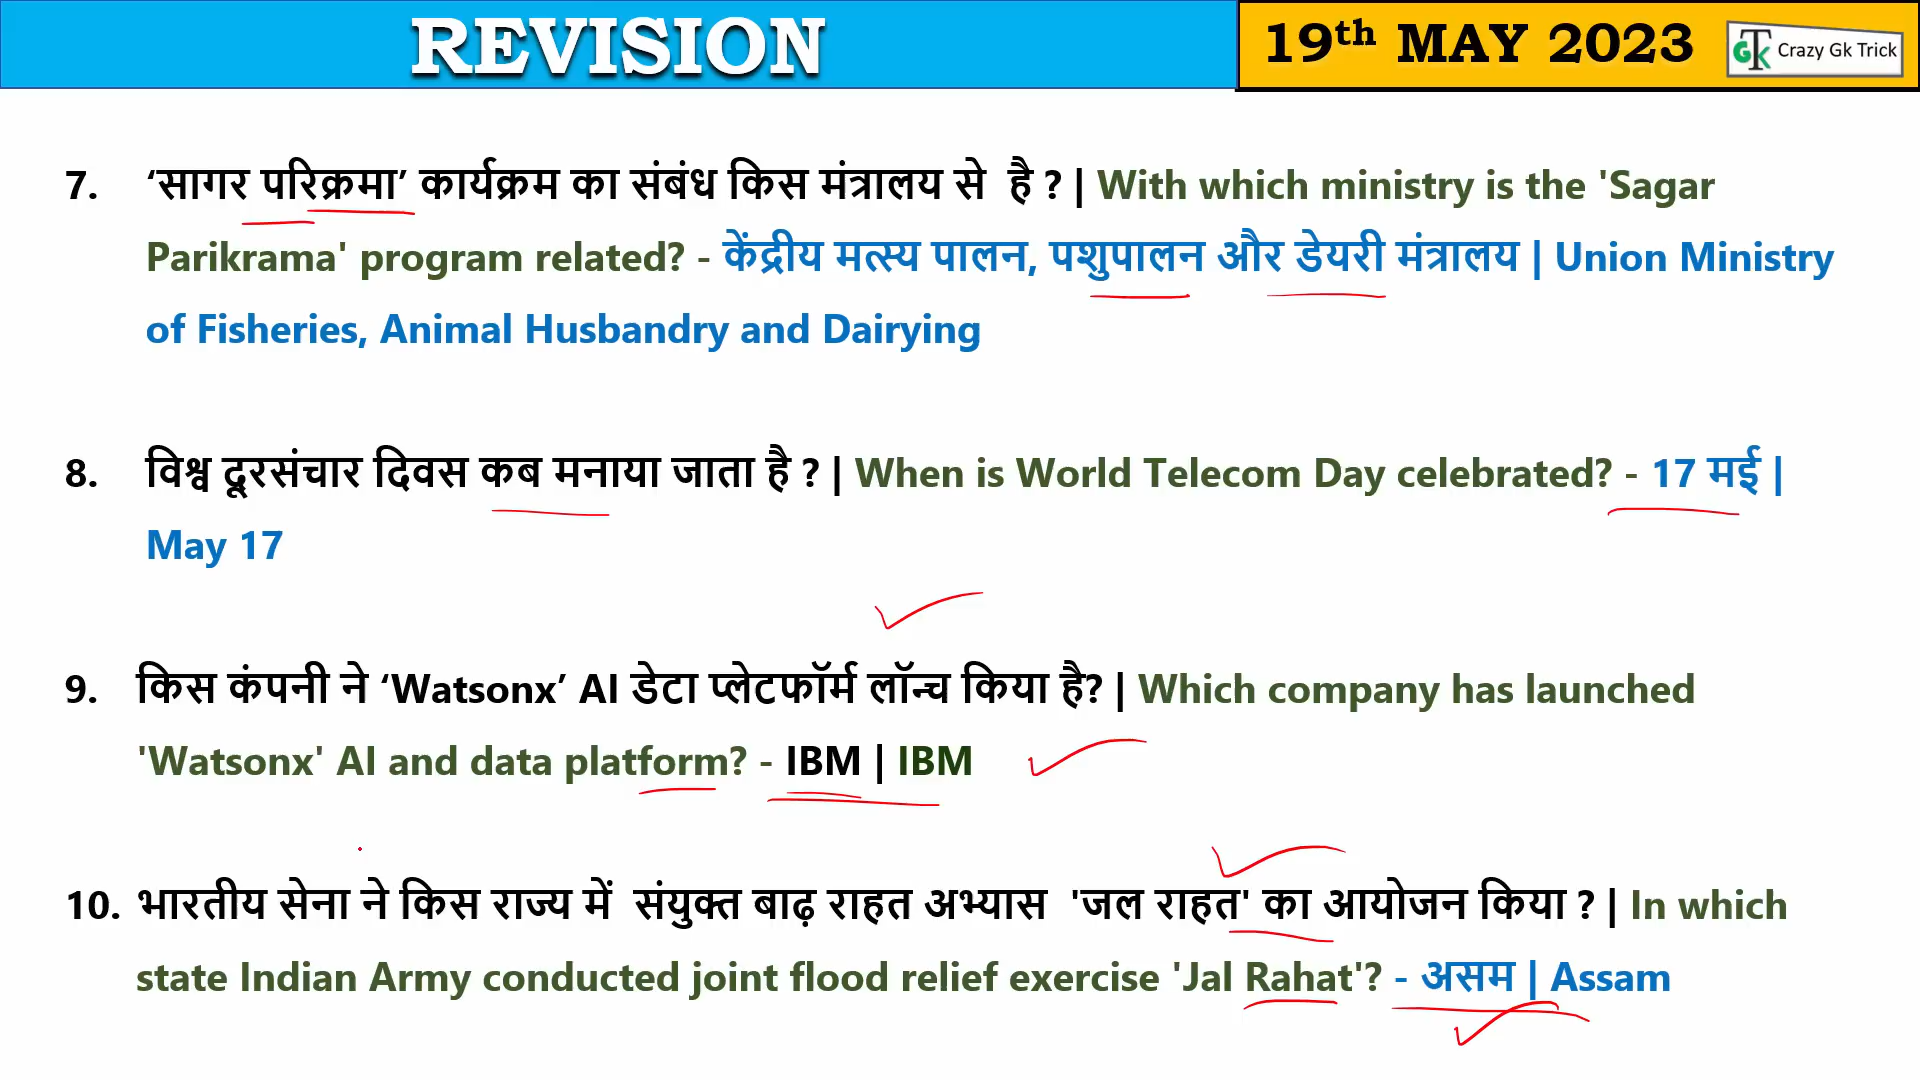 REVISION
19th MAY 2023
GTK Crazy Gk Trick
7. ‘सागर परिक्रमा’ कार्यक्रम का संबंध किस मंत्रालय से है ? | With which ministry is the 'Sagar
Parikrama' program related? - केंद्रीय मत्स्य पालन, पशुपालन और डेयरी मंत्रालय | Union Ministry
of Fisheries, Animal Husbandry and Dairying
8. विश्व दूरसंचार दिवस कब मनाया जाता है ? | When is World Telecom Day celebrated? - 17 मई |
May 17
9. किस कंपनी ने ‘Watsonx’ AI डेटा प्लेटफॉर्म लॉन्च किया है? | Which company has launched
'Watsonx' AI and data platform? - IBM | IBM
10. भारतीय सेना ने किस राज्य में संयुक्त बाढ़ राहत अभ्यास 'जल राहत' का आयोजन किया ? | In which
state Indian Army conducted joint flood relief exercise 'Jal Rahat'? - असम | Assam